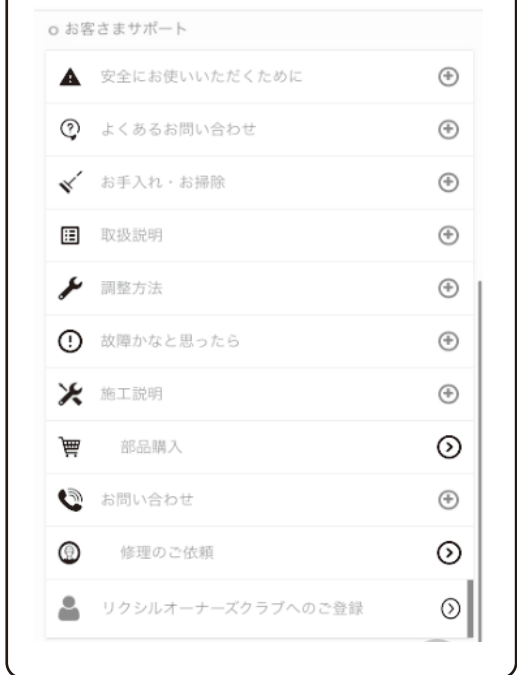 お客さまサポート
安全にお使いいただくために
よくあるお問い合わせ
お手入れ・お掃除
取扱説明
調整方法
故障かなと思ったら
施工説明
部品購入
お問い合わせ
修理のご依頼
リクシルオーナーズクラブへのご登録